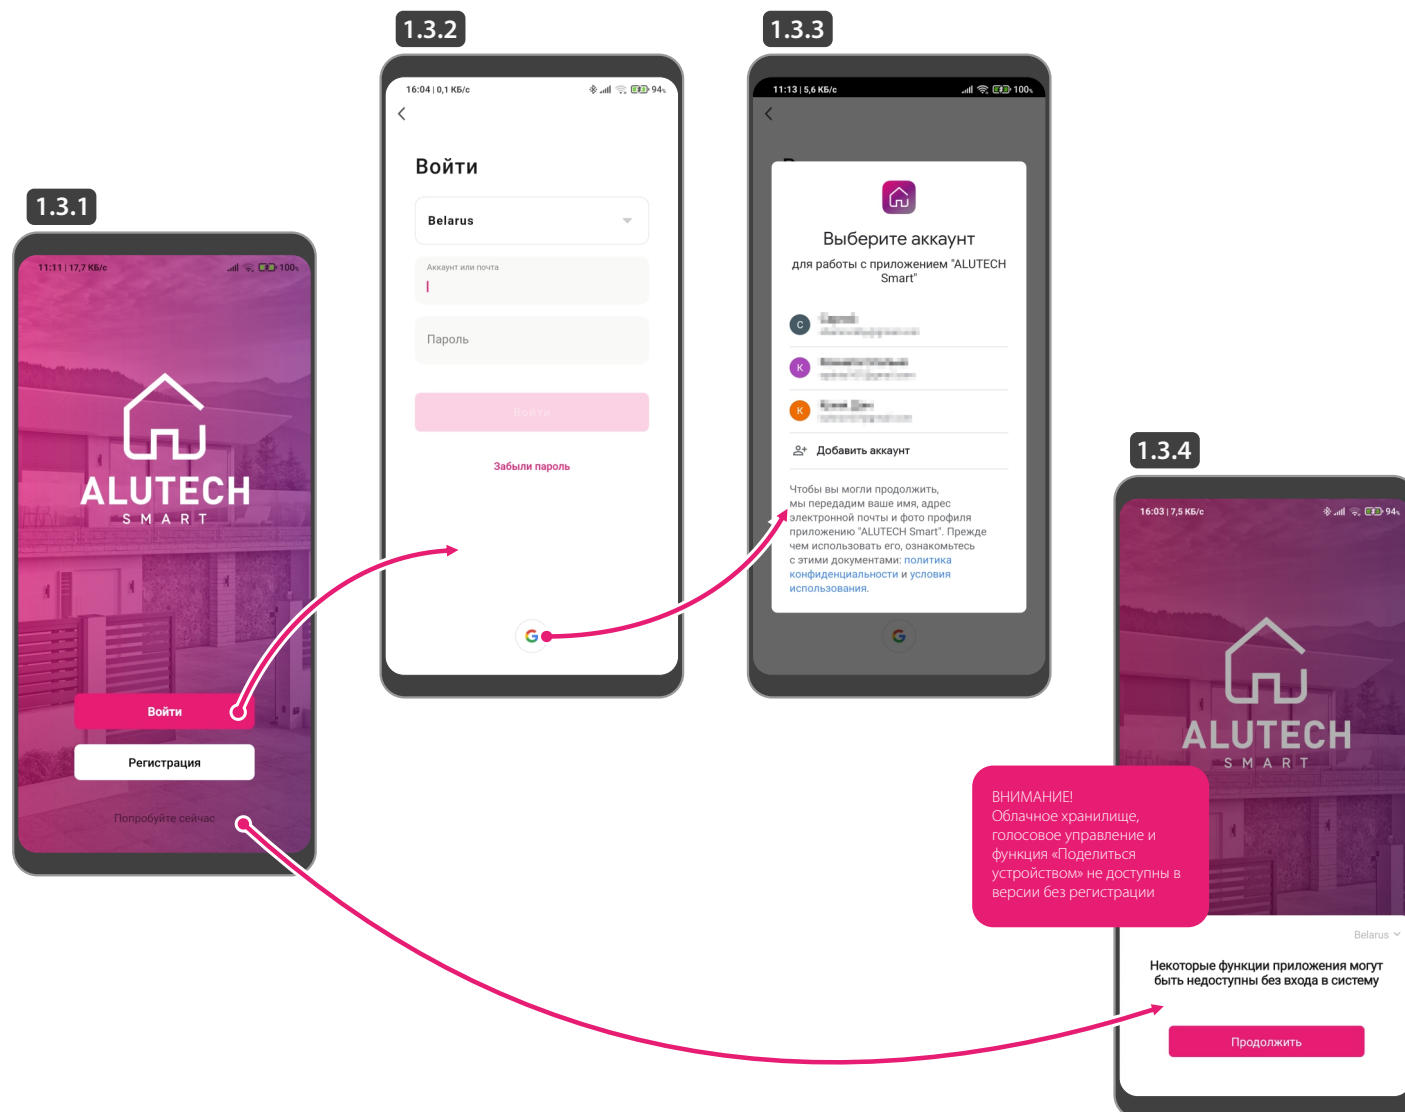 1.3.1
11:11 | 17,7 КБ/с
100%
ALUTECH
SMART
Войти
Регистрация
Попробуйте сейчас
1.3.2
16:04 | 0,1 КБ/с
94%
Войти
Belarus
Аккаунт или почта
Пароль
Войти
Забыли пароль
G
1.3.3
11:13 | 5,6 КБ/с
100%
Выберите аккаунт
для работы с приложением "ALUTECH
Smart"
С
К
К
Добавить аккаунт
Чтобы вы могли продолжить,
мы передадим ваше имя, адрес
электронной почты и фото профиля
приложению "ALUTECH Smart". Прежде
чем использовать его, ознакомьтесь
с этими документами: политика
конфиденциальности и условия
использования.
G
1.3.4
16:03 | 7,5 КБ/с
94%
ALUTECH
SMART
ВНИМАНИЕ!
Облачное хранилище,
голосовое управление и
функция «Поделиться
устройством» не доступны в
версии без регистрации
Belarus
Некоторые функции приложения могут
быть недоступны без входа в систему
Продолжить